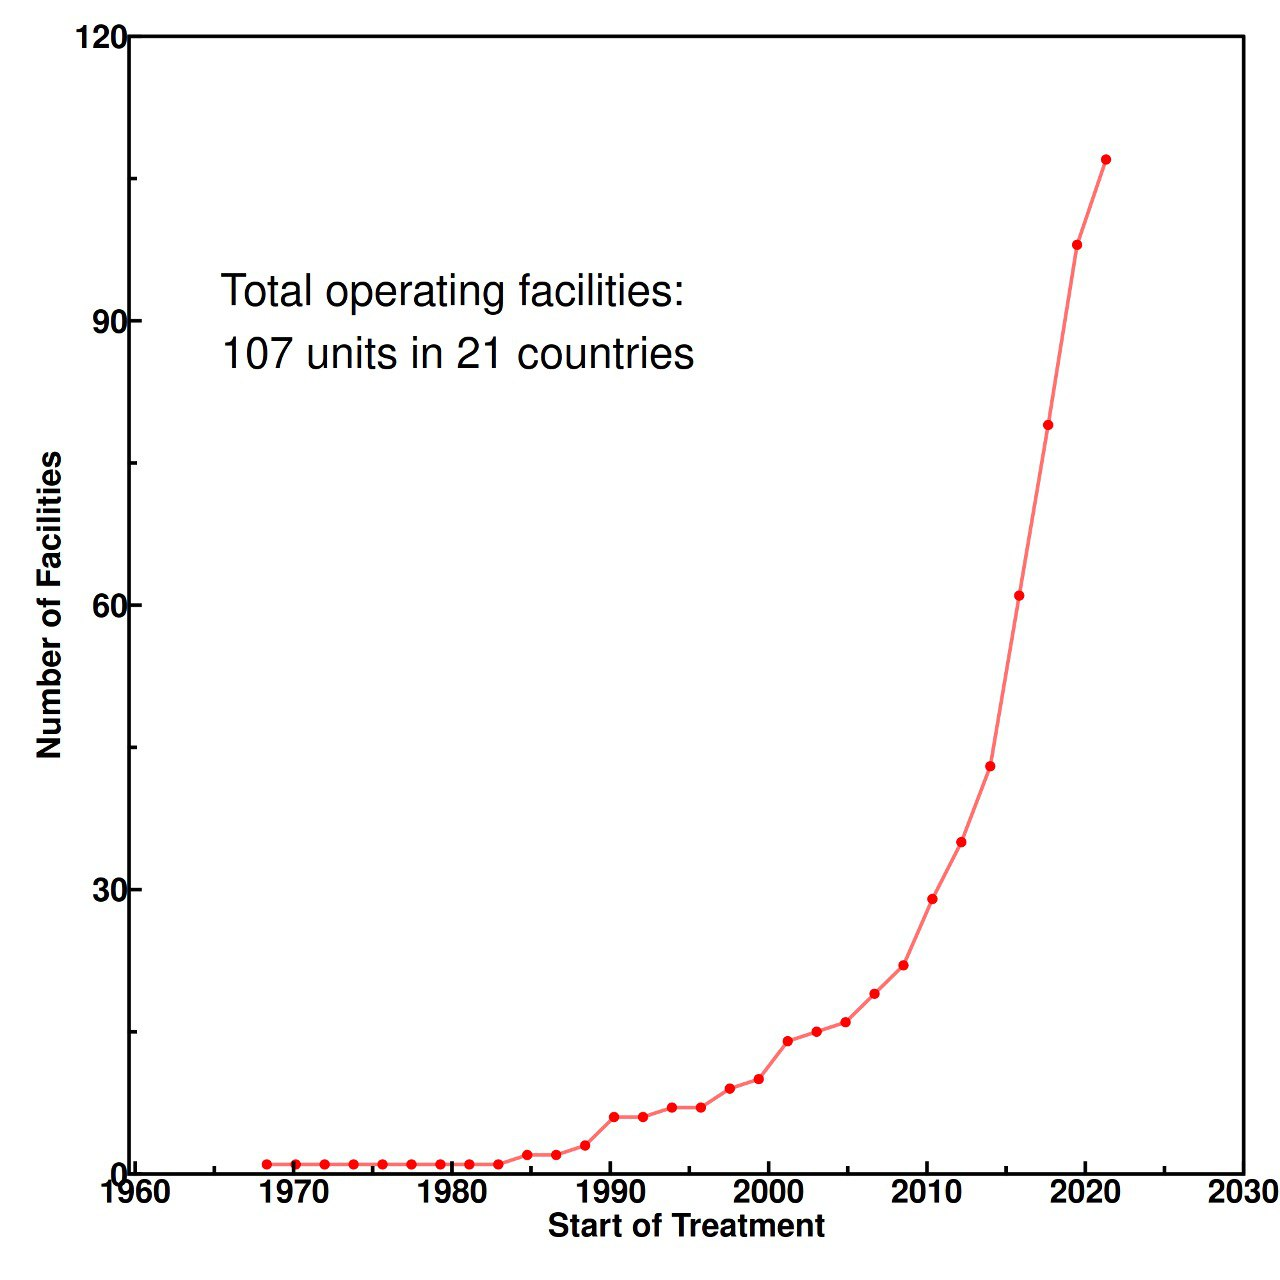 120
90
60
30
0
Number of Facilities
Total operating facilities:
107 units in 21 countries
1960 1970 1980 1990 2000 2010 2020 2030
Start of Treatment